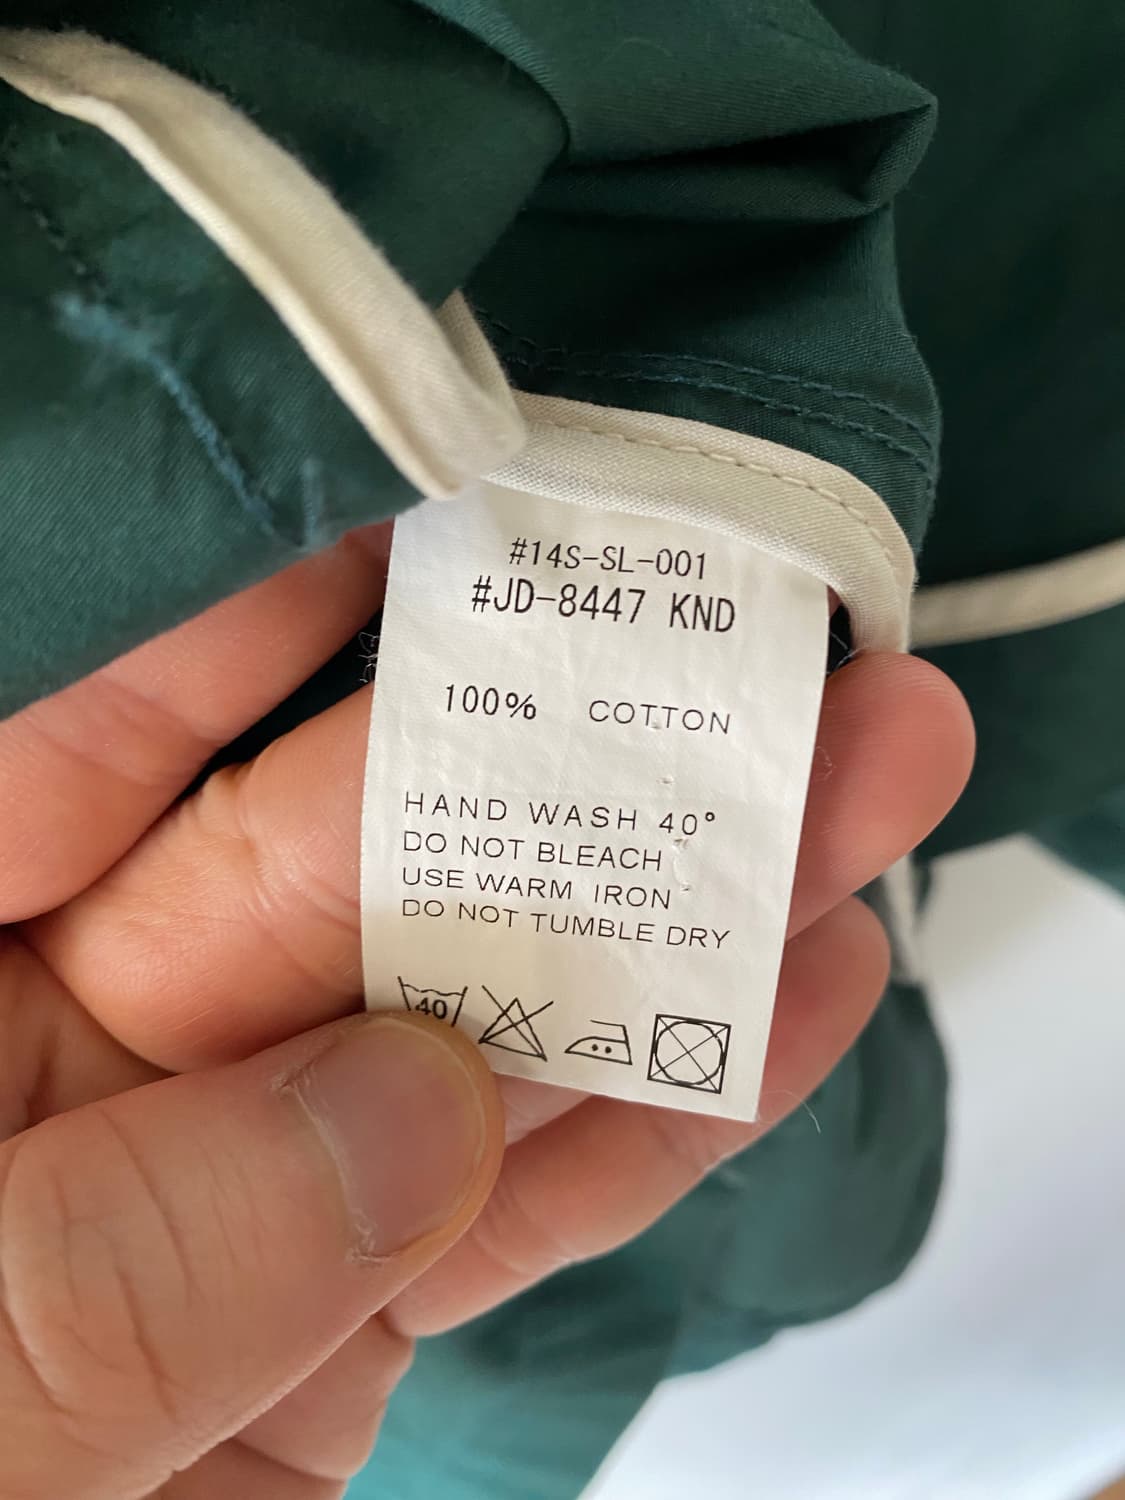 #14S-SL-001
#JD-8447 KND
100% COTTON
HAND WASH 40°
DO NOT BLEACH
USE WARM IRON
DO NOT TUMBLE DRY
40